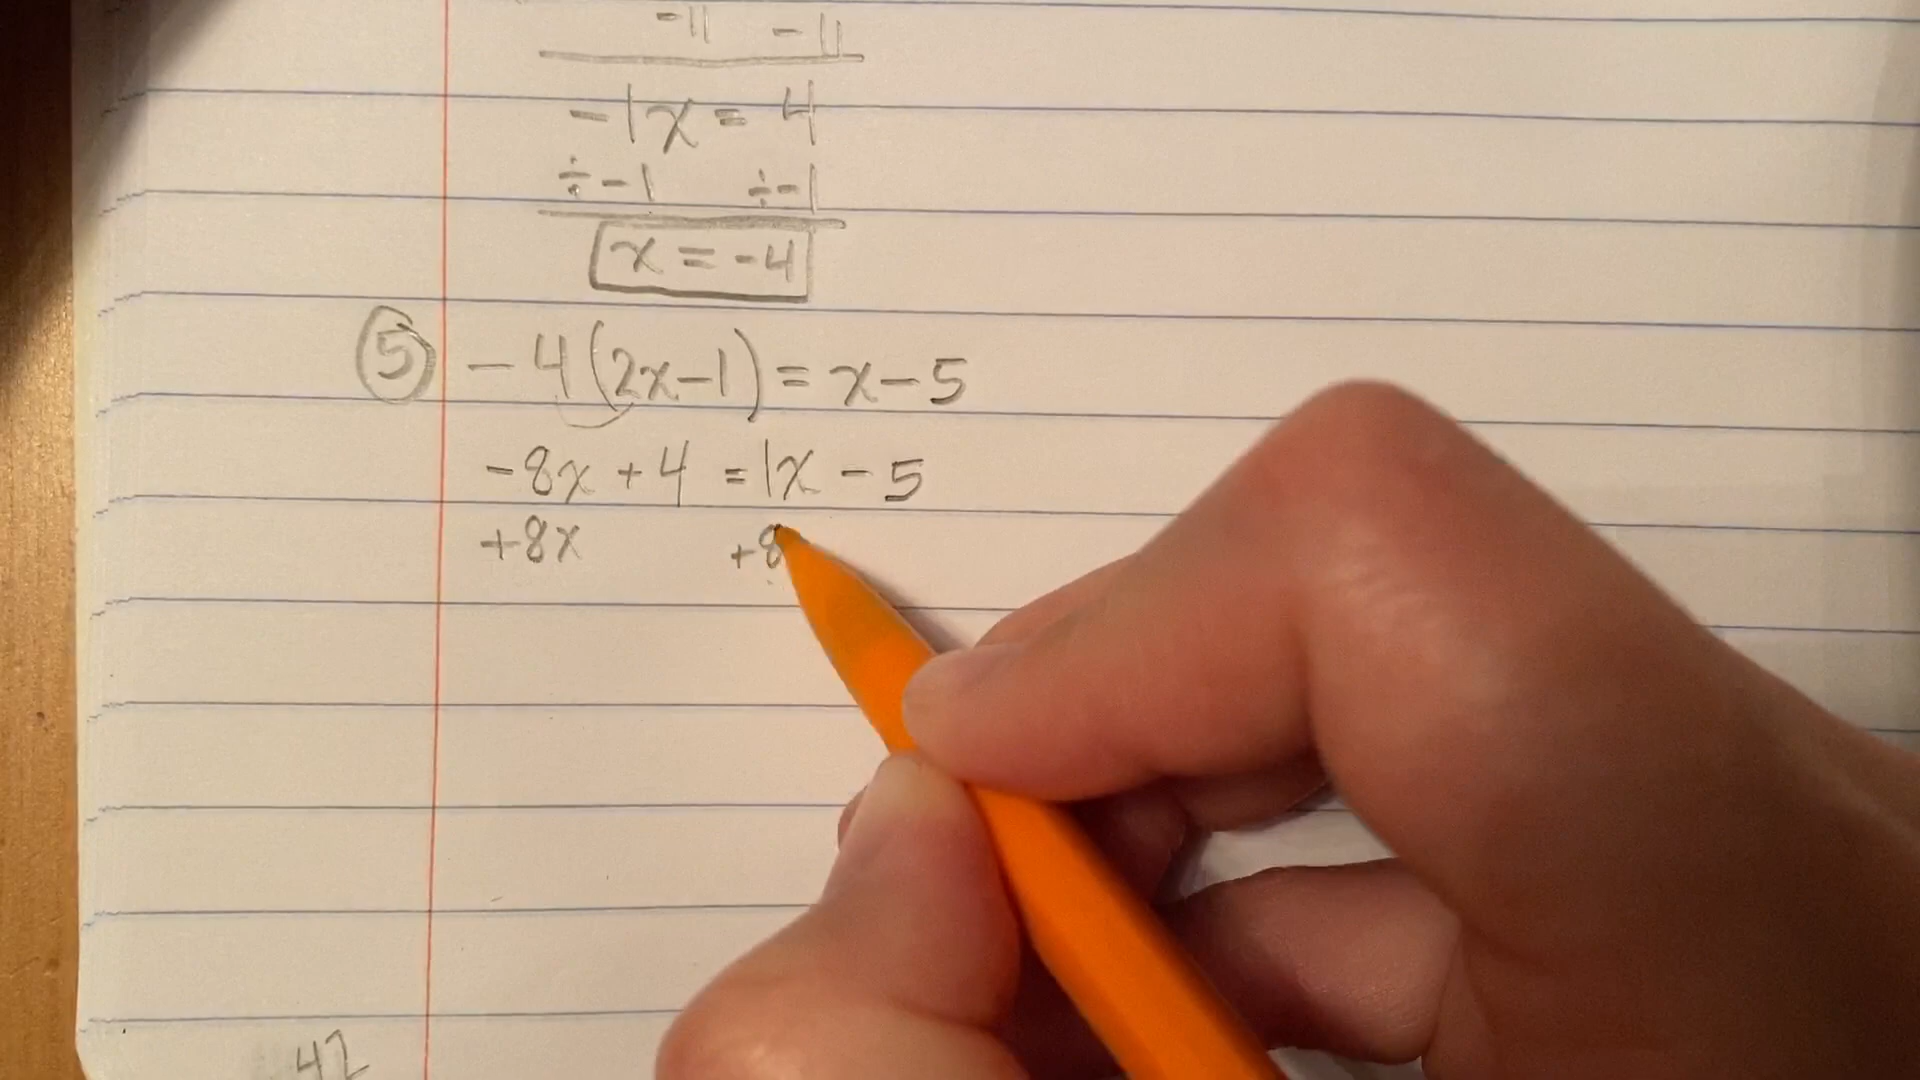 -11 -11
-1x = 4
÷-1 ÷-1
x = -4
⑤ -4(2x-1) = x-5
-8x + 4 = 1x - 5
+8x +8
42